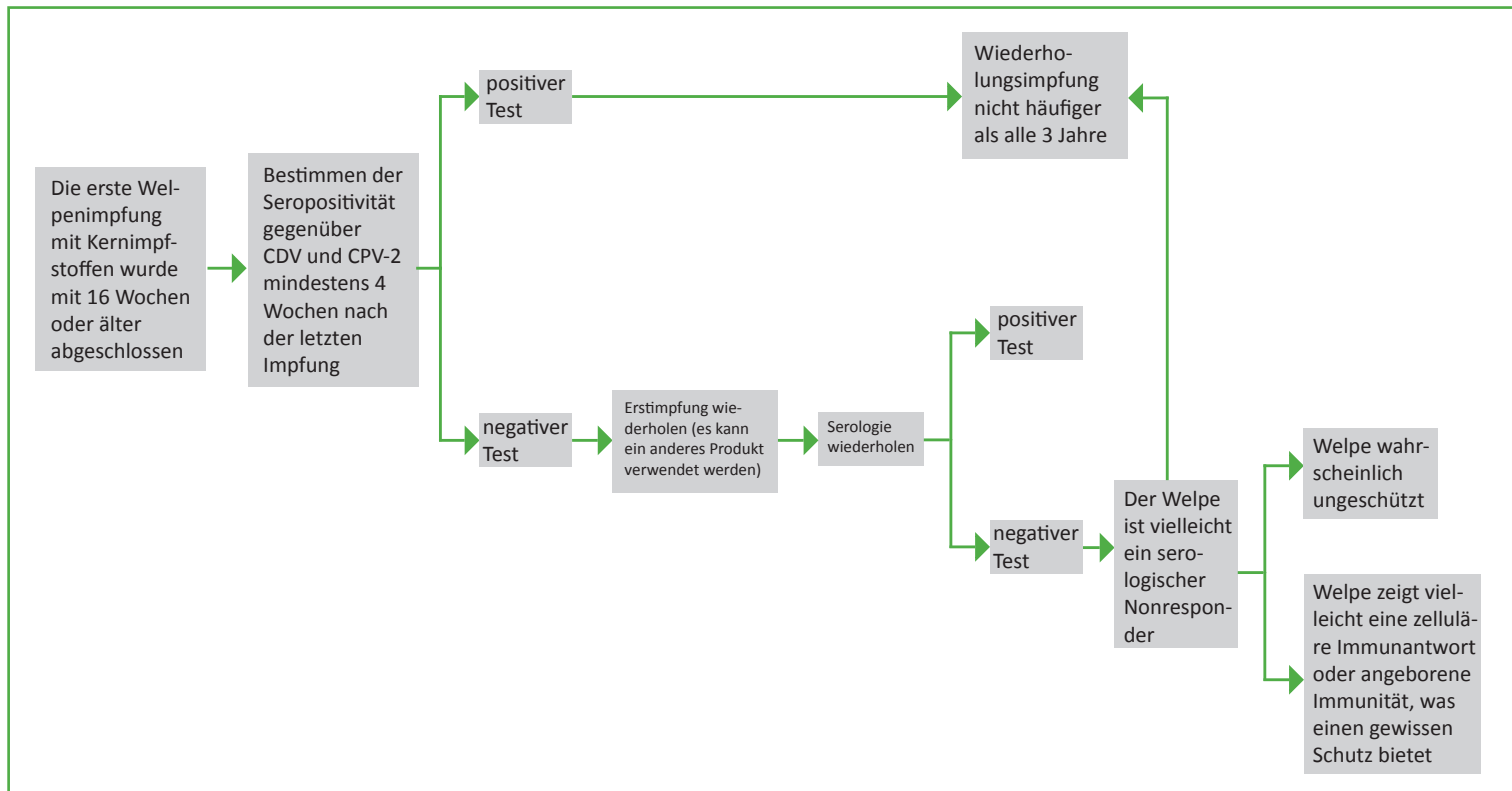 Die erste Wel-
penimpfung
mit Kernimpf-
stoffen wurde
mit 16 Wochen
oder älter
abgeschlossen
Bestimmen der
Seropositivität
gegenüber
CDV und CPV-2
mindestens 4
Wochen nach
der letzten
Impfung
positiver
Test
Wiederho-
lungsimpfung
nicht häufiger
als alle 3 Jahre
negativer
Test
Erstimpfung wie-
derholen (es kann
ein anderes Produkt
verwendet werden)
Serologie
wiederholen
positiver
Test
negativer
Test
Der Welpe
ist vielleicht
ein sero-
logischer
Nonrespon-
der
Welpe wahr-
scheinlich
ungeschützt
Welpe zeigt viel-
leicht eine zellulä-
re Immunantwort
oder angeborene
Immunität, was
einen gewissen
Schutz bietet